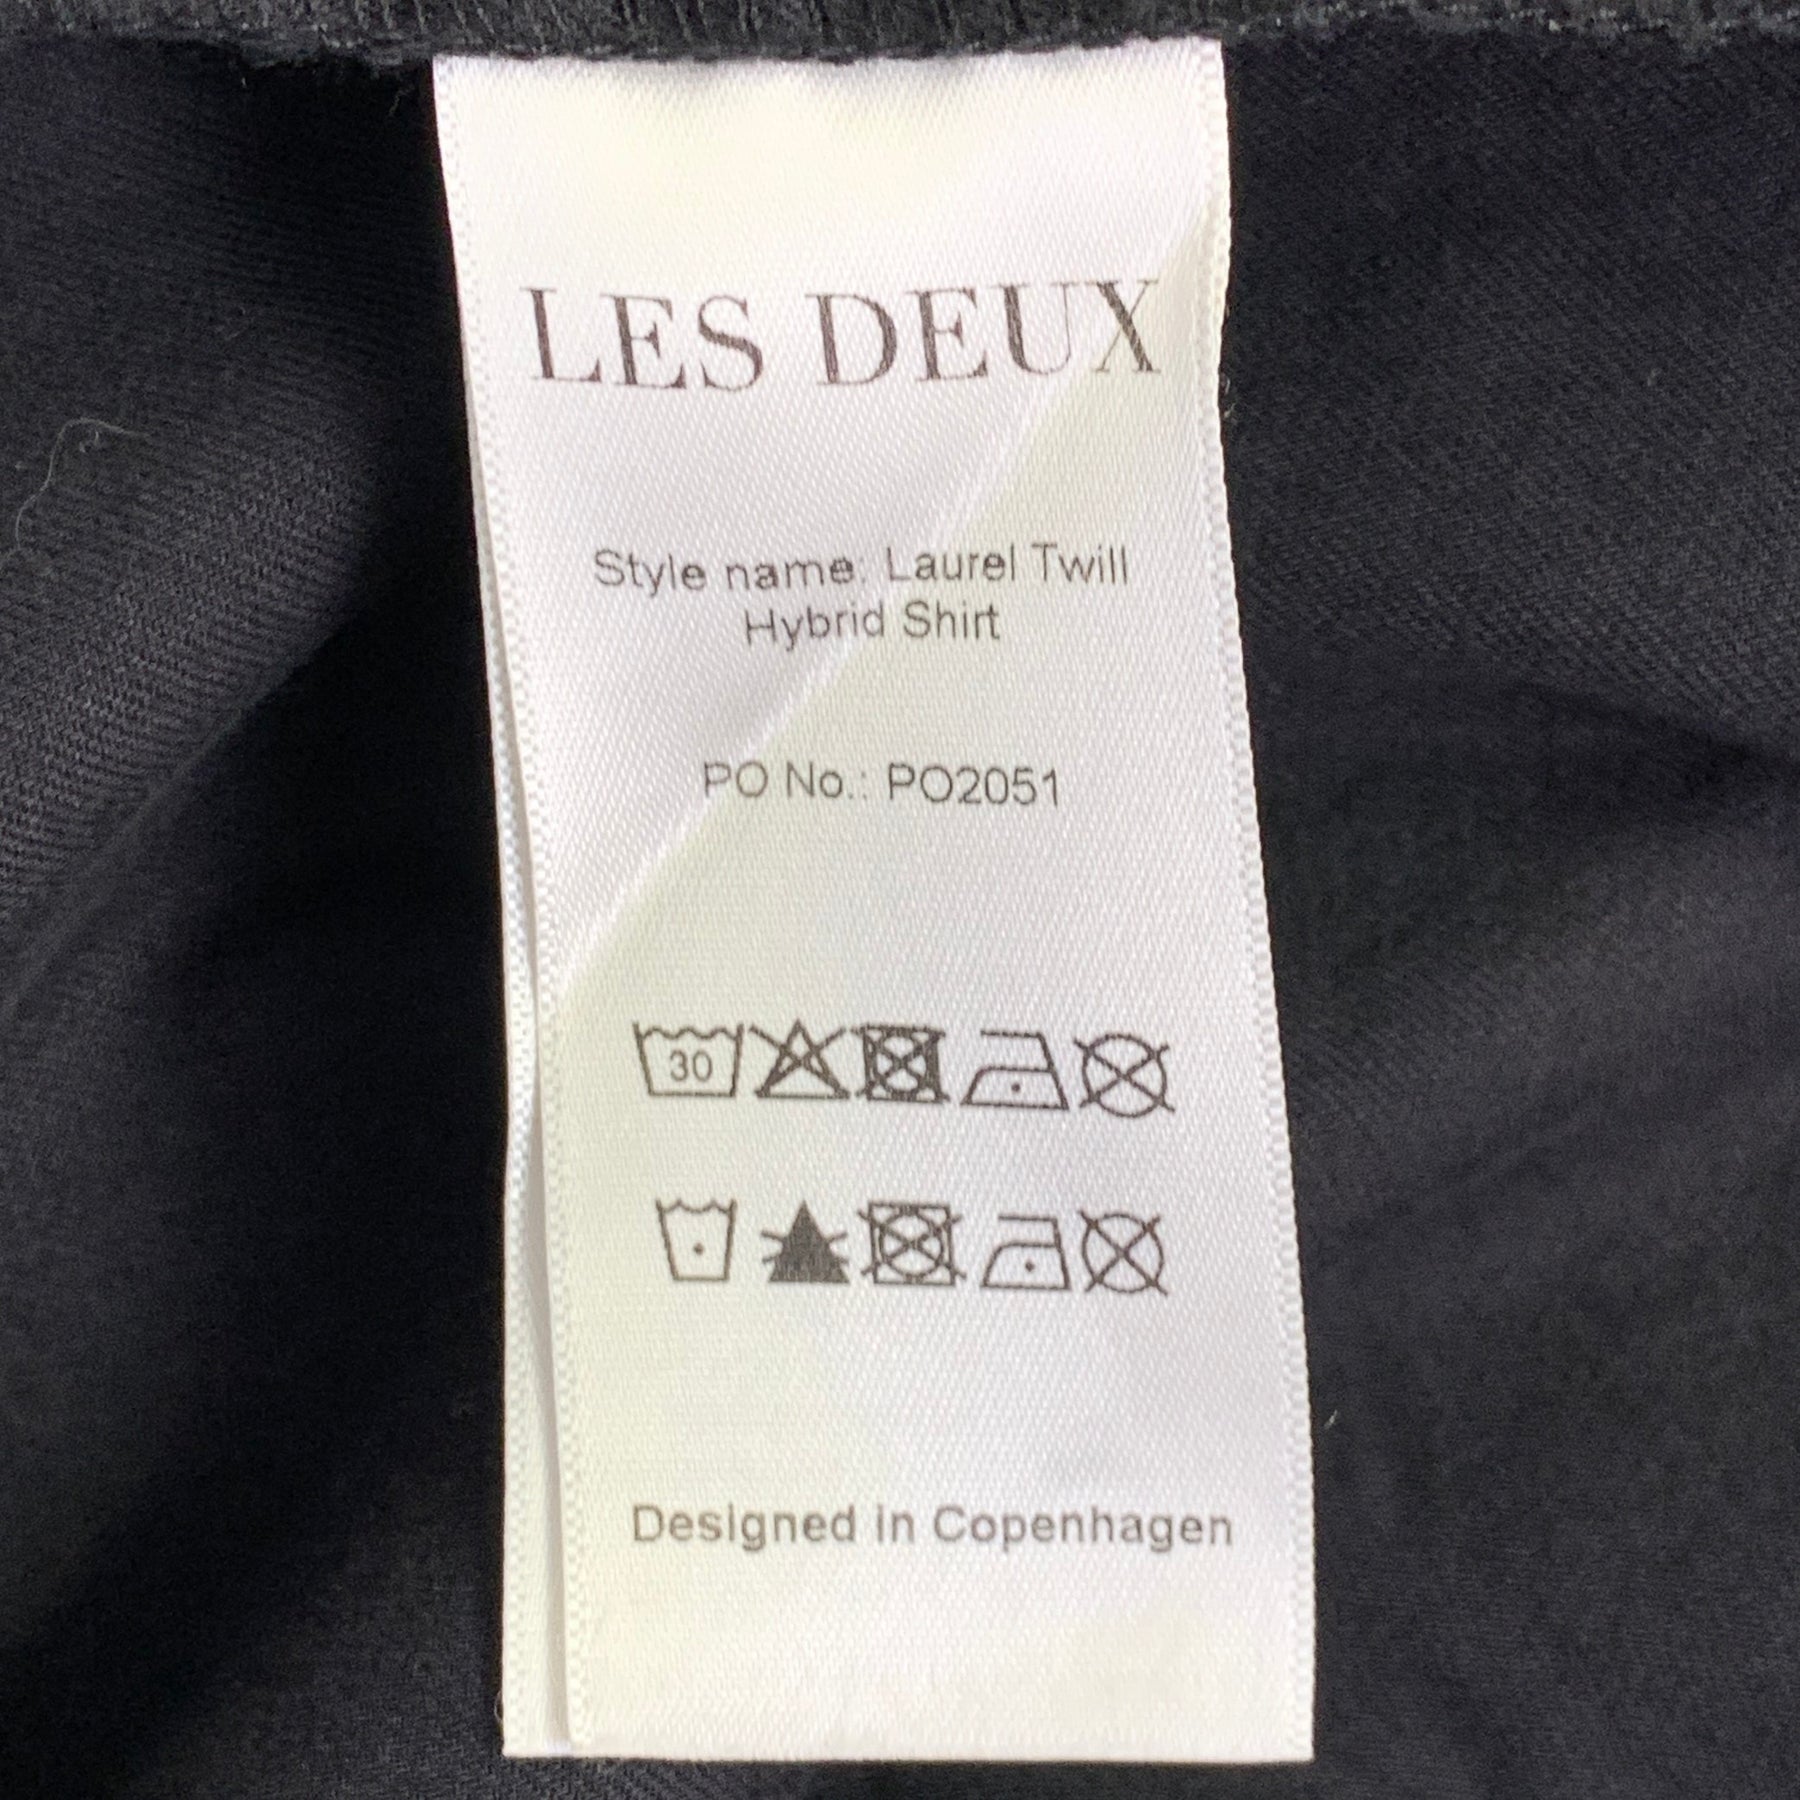 LES DEUX
Style name: Laurel Twill
Hybrid Shirt
PO No.: PO2051
30
Designed in Copenhagen